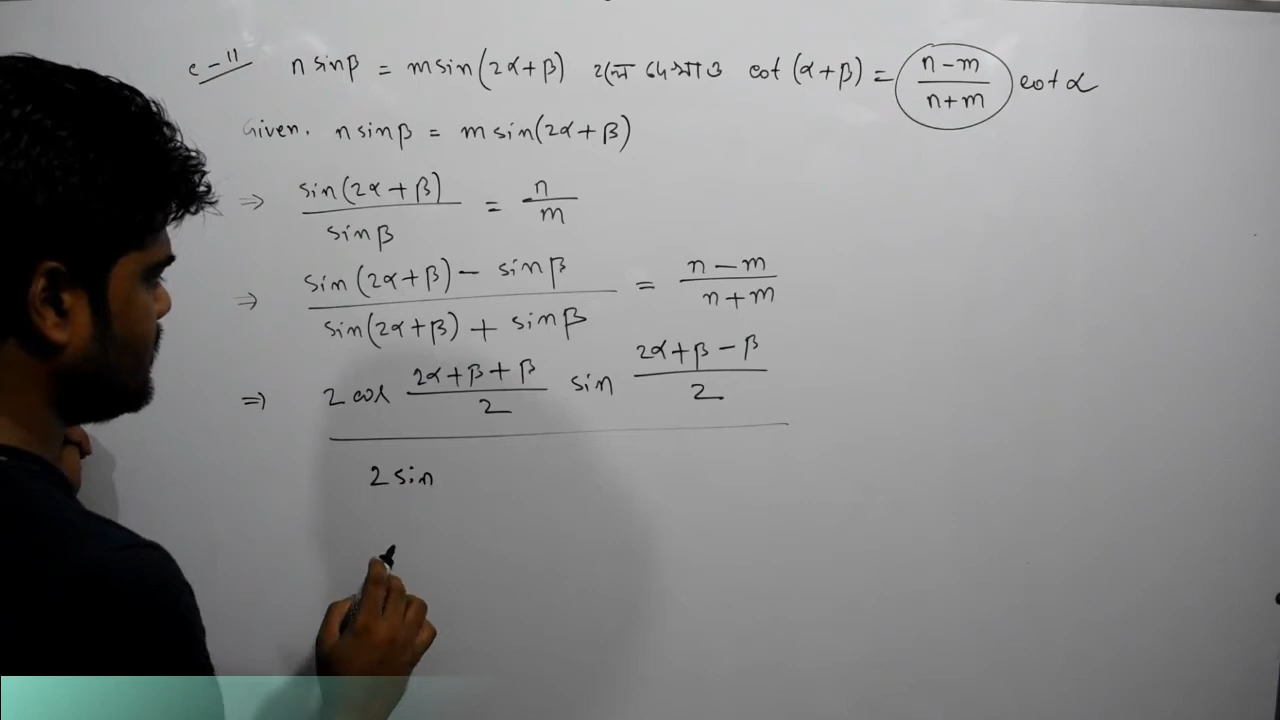 c-11 n sinβ = m sin(2α+β) হলে দেখাও cot (α+β) = (n-m)/(n+m) cot α
Given. n sinβ = m sin(2α+β)
⇒ sin(2α+β)/sinβ = n/m
⇒ (sin(2α+β) - sinβ)/(sin(2α+β) + sinβ) = (n-m)/(n+m)
⇒ 2 cos (2α+β+β)/2 sin (2α+β-β)/2
2 sin